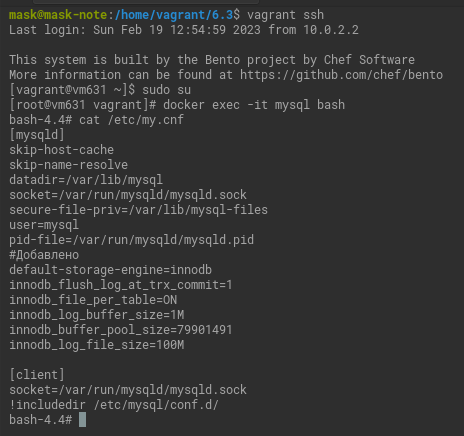 mask@mask-note:/home/vagrant/6.3$ vagrant ssh
Last login: Sun Feb 19 12:54:59 2023 from 10.0.2.2

This system is built by the Bento project by Chef Software
More information can be found at https://github.com/chef/bento
[vagrant@vm631 ~]$ sudo su
[root@vm631 vagrant]# docker exec -it mysql bash
bash-4.4# cat /etc/my.cnf
[mysqld]
skip-host-cache
skip-name-resolve
datadir=/var/lib/mysql
socket=/var/run/mysqld/mysqld.sock
secure-file-priv=/var/lib/mysql-files
user=mysql
pid-file=/var/run/mysqld/mysqld.pid
#Добавлено
default-storage-engine=innodb
innodb_flush_log_at_trx_commit=1
innodb_file_per_table=ON
innodb_log_buffer_size=1M
innodb_buffer_pool_size=79901491
innodb_log_file_size=100M

[client]
socket=/var/run/mysqld/mysqld.sock
!includedir /etc/mysql/conf.d/
bash-4.4#